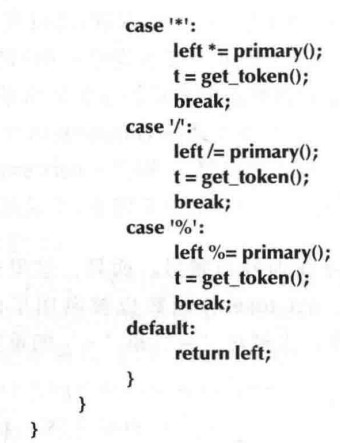 case '*':
left *= primary();
t = get_token();
break;
case '/':
left /= primary();
t = get_token();
break;
case '%':
left %= primary();
t = get_token();
break;
default:
return left;
}
}
}